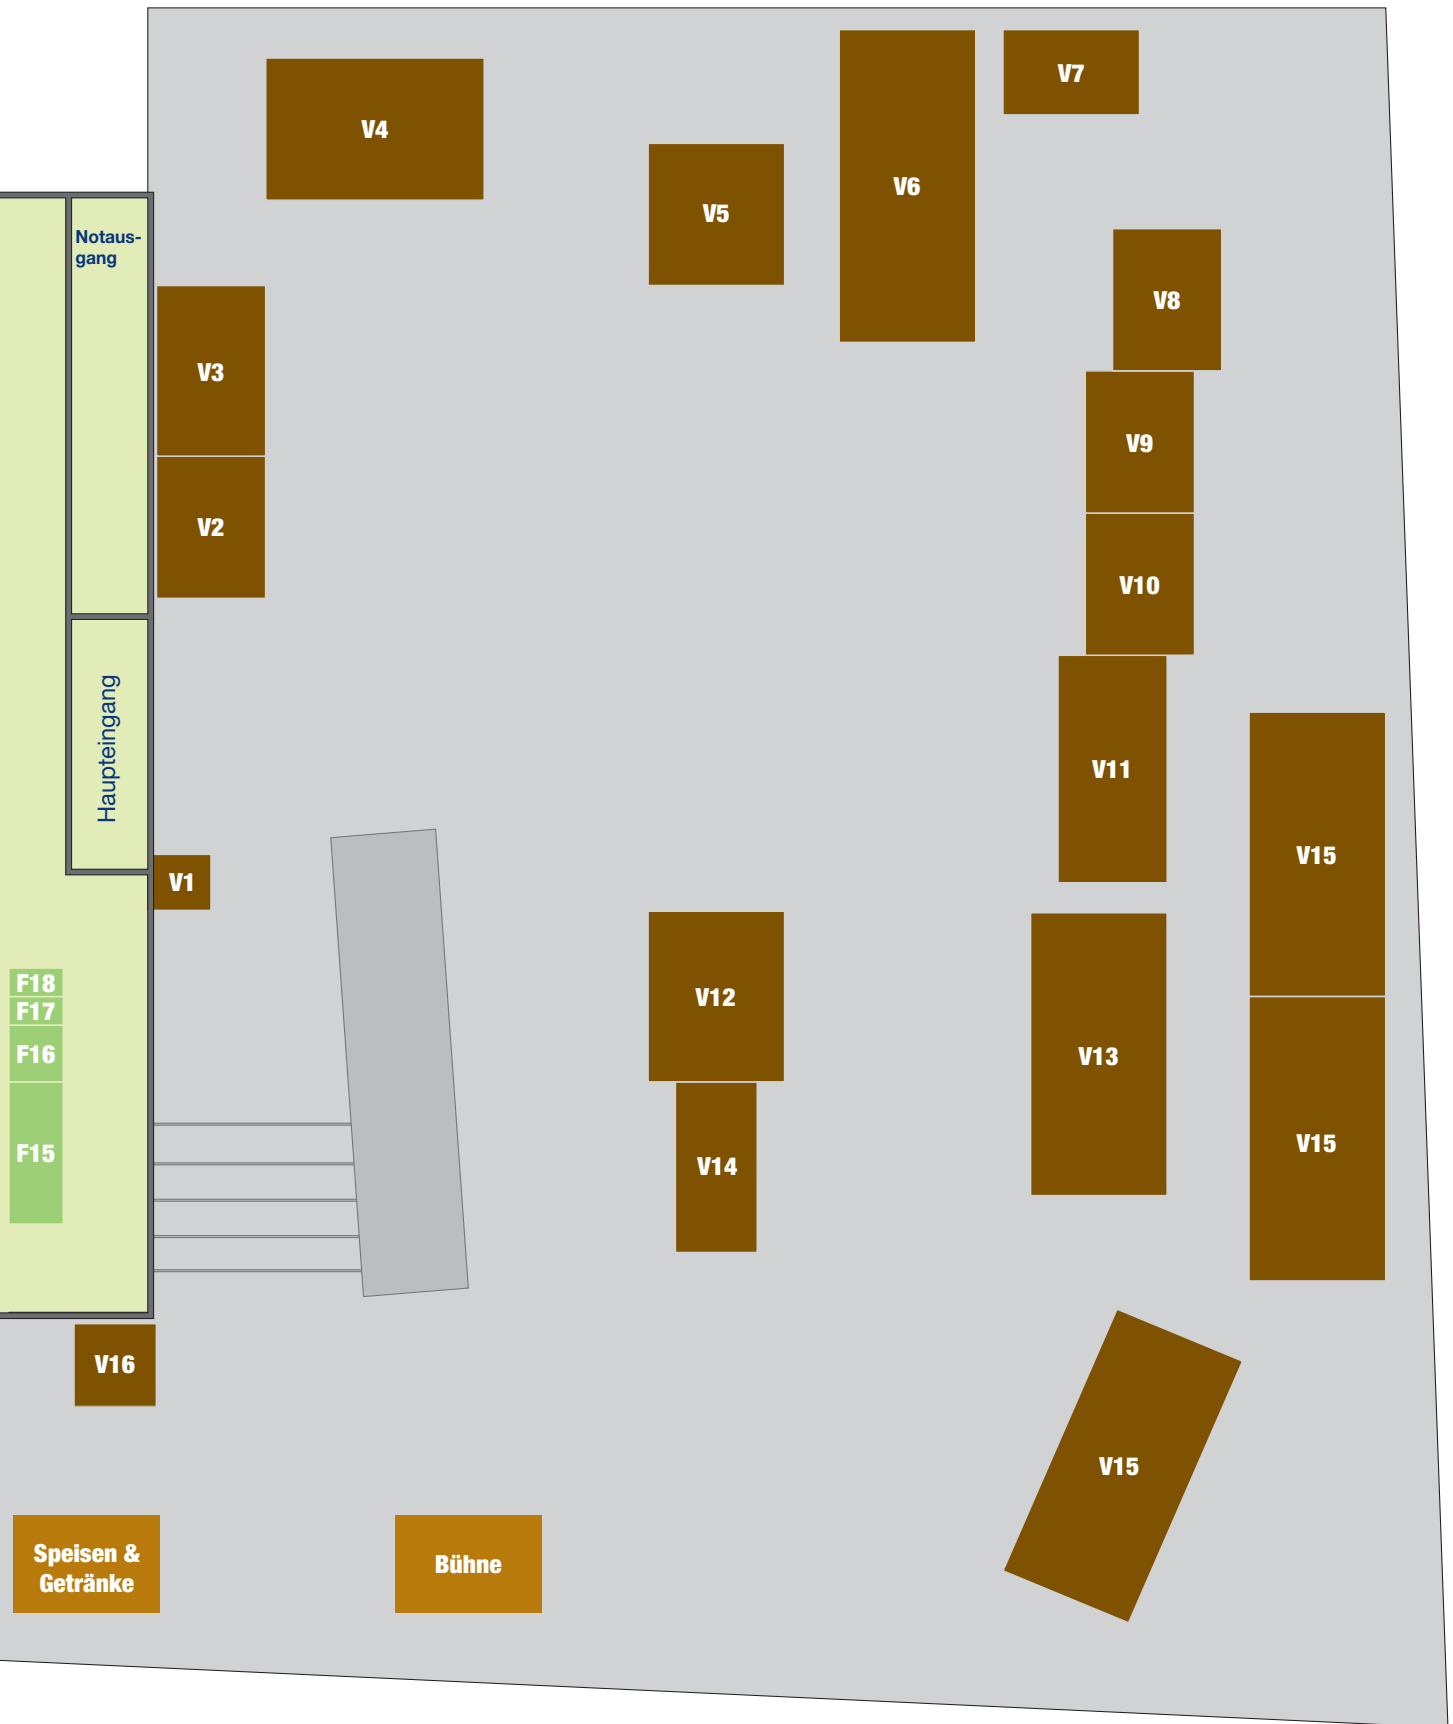 V7
V4
V6
V5
Notaus-
gang
V8
V3
V9
V2
V10
Haupteingang
V11
V15
V1
F18
V12
F17
F16
V13
V15
F15
V14
V16
V15
Speisen &
Getränke
Bühne